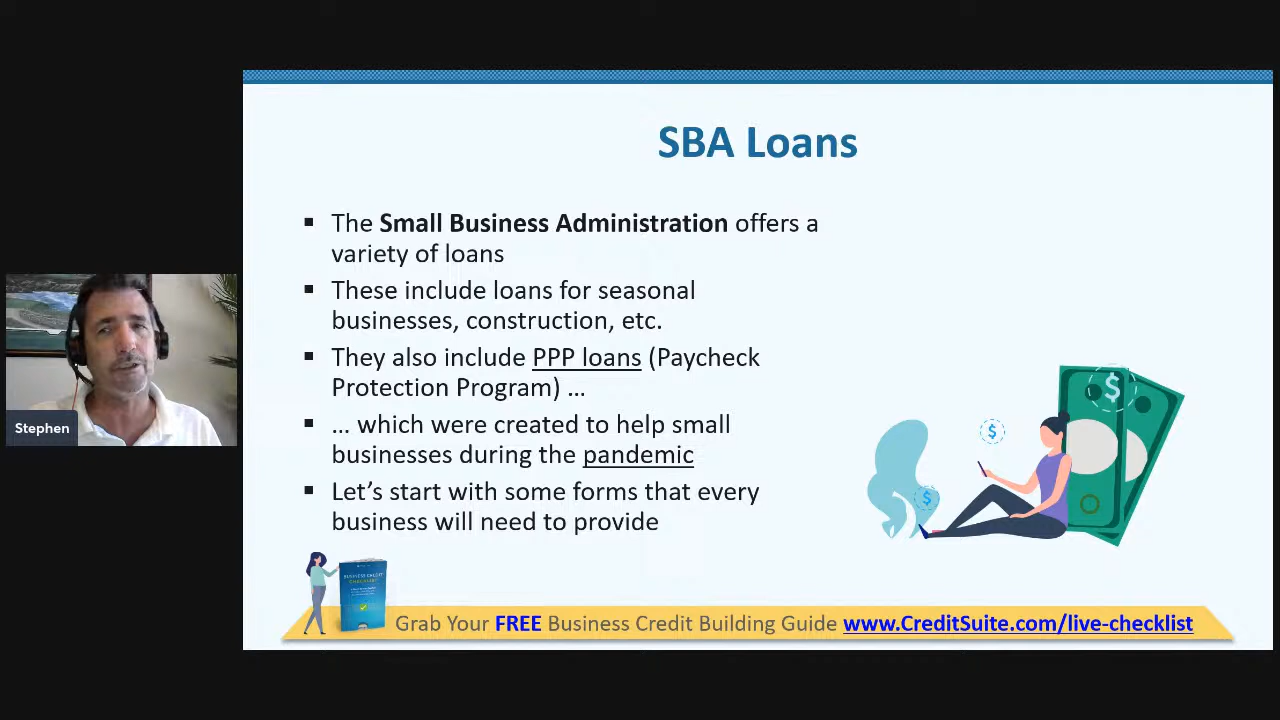 SBA Loans
▪ The Small Business Administration offers a
variety of loans
▪ These include loans for seasonal
businesses, construction, etc.
▪ They also include PPP loans (Paycheck
Protection Program) …
▪ … which were created to help small
businesses during the pandemic
▪ Let’s start with some forms that every
business will need to provide
Stephen
BUSINESS CREDIT
CHECKLIST
Grab Your FREE Business Credit Building Guide www.CreditSuite.com/live-checklist